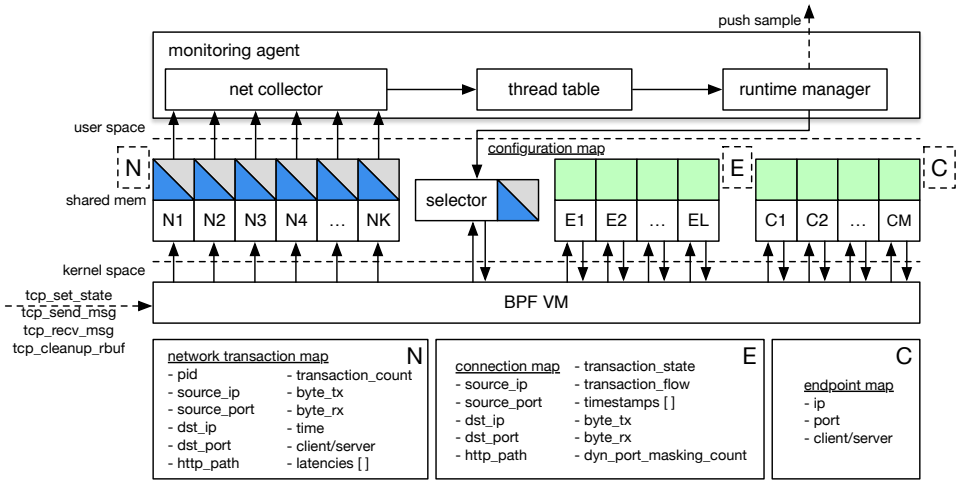 push sample
monitoring agent
net collector
thread table
runtime manager
user space
configuration map
N
E
C
shared mem
selector
N1 N2 N3 N4 ... NK
E1 E2 ... EL
C1 C2 ... CM
kernel space
tcp_set_state
tcp_send_msg
tcp_recv_msg
tcp_cleanup_rbuf
BPF VM
N
network transaction map
- pid
- source_ip
- source_port
- dst_ip
- dst_port
- http_path
- transaction_count
- byte_tx
- byte_rx
- time
- client/server
- latencies [ ]
E
connection map
- source_ip
- source_port
- dst_ip
- dst_port
- http_path
- transaction_state
- transaction_flow
- timestamps [ ]
- byte_tx
- byte_rx
- dyn_port_masking_count
C
endpoint map
- ip
- port
- client/server